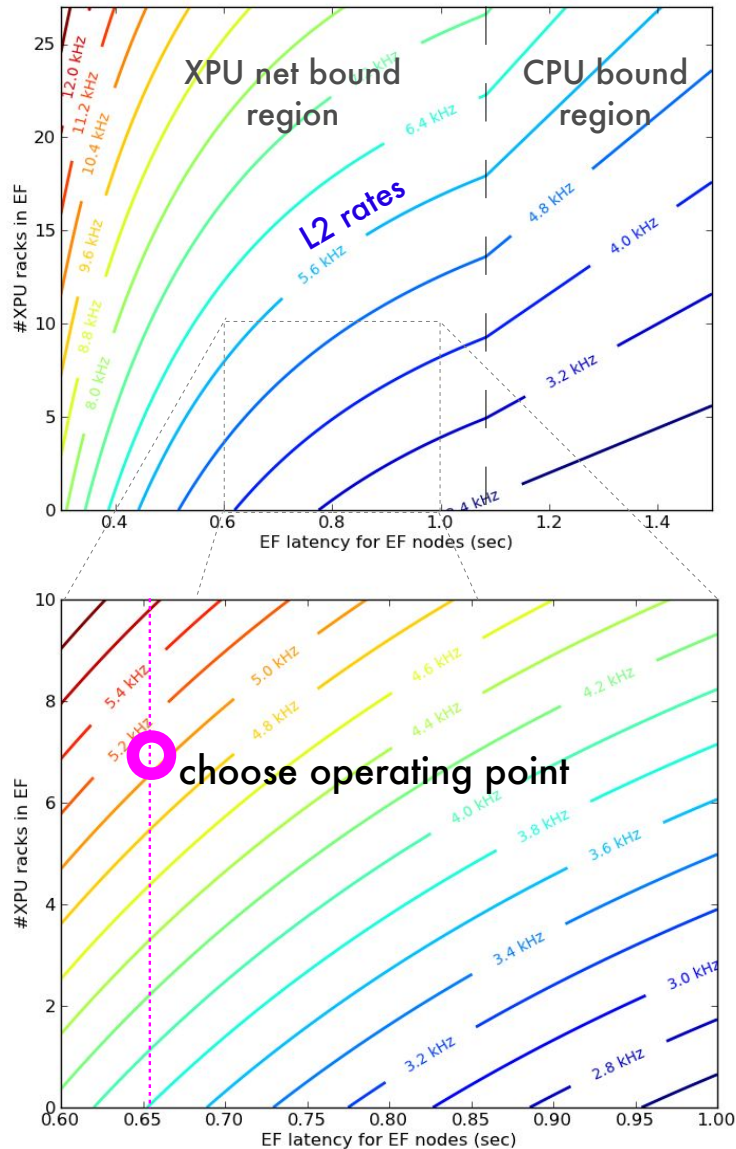 25
20
15
10
5
0
#XPU racks in EF
12.0 kHz
11.2 kHz
10.4 kHz
9.6 kHz
8.8 kHz
8.0 kHz
XPU net bound
region
CPU bound
region
6.4 kHz
L2 rates
5.6 kHz
4.8 kHz
4.0 kHz
3.2 kHz
0.4
0.6
0.8
1.0
1.2
1.4
EF latency for EF nodes (sec)
10
8
6
4
2
0
#XPU racks in EF
5.4 kHz
5.2 kHz
5.0 kHz
4.8 kHz
4.6 kHz
4.4 kHz
4.2 kHz
choose operating point
4.0 kHz
3.8 kHz
3.6 kHz
3.4 kHz
3.2 kHz
3.0 kHz
2.8 kHz
0.60
0.65
0.70
0.75
0.80
0.85
0.90
0.95
1.00
EF latency for EF nodes (sec)